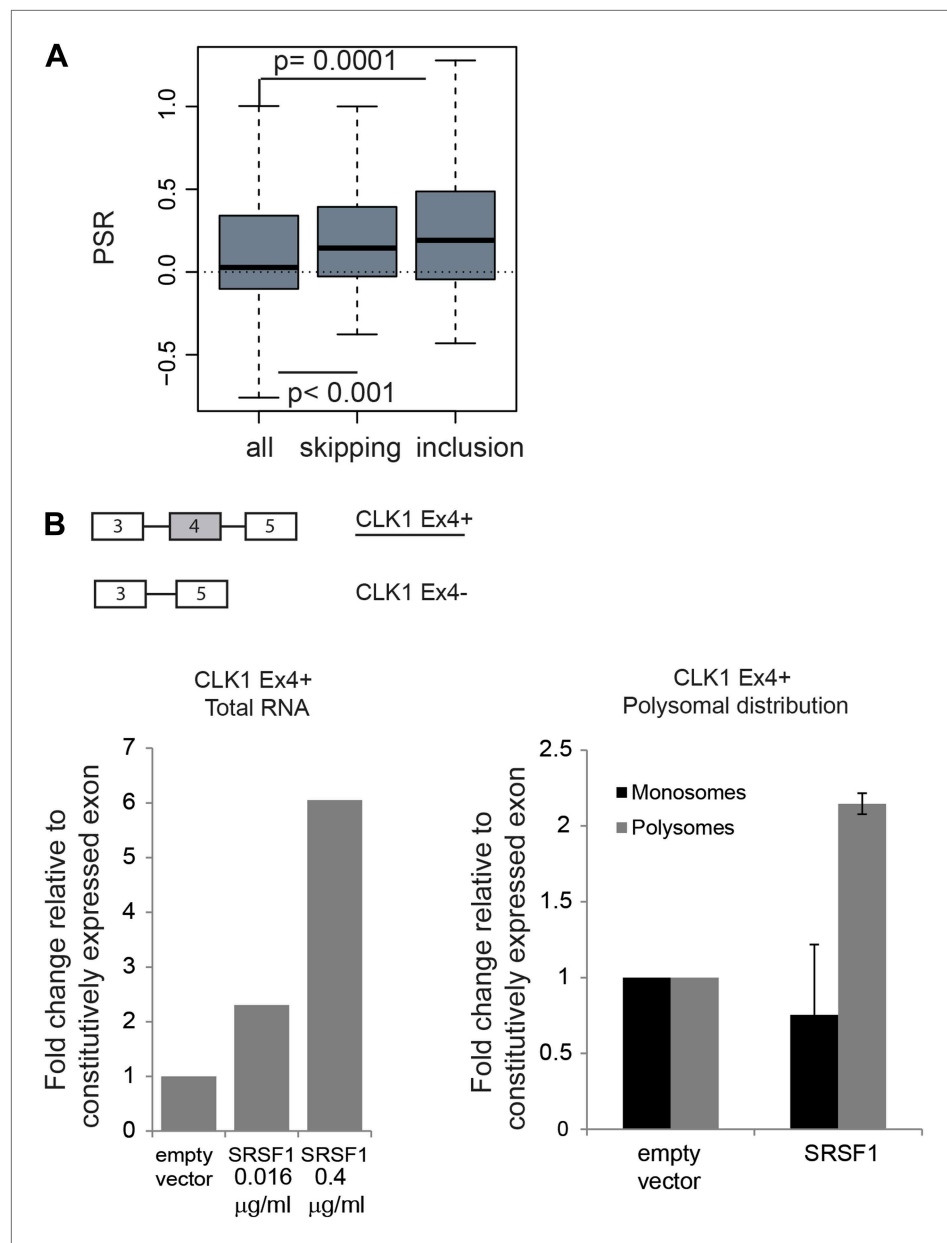 A
p= 0.0001
PSR
1.0
0.5
0.0
−0.5
p< 0.001
all skipping inclusion
B
3 4 5 CLK1 Ex4+
3 5 CLK1 Ex4-
CLK1 Ex4+
Total RNA
Fold change relative to
constitutively expressed exon
7
6
5
4
3
2
1
0
empty
vector
SRSF1
0.016
µg/ml
SRSF1
0.4
µg/ml
CLK1 Ex4+
Polysomal distribution
Fold change relative to
constitutively expressed exon
2.5
2
1.5
1
0.5
0
Monosomes
Polysomes
empty
vector
SRSF1